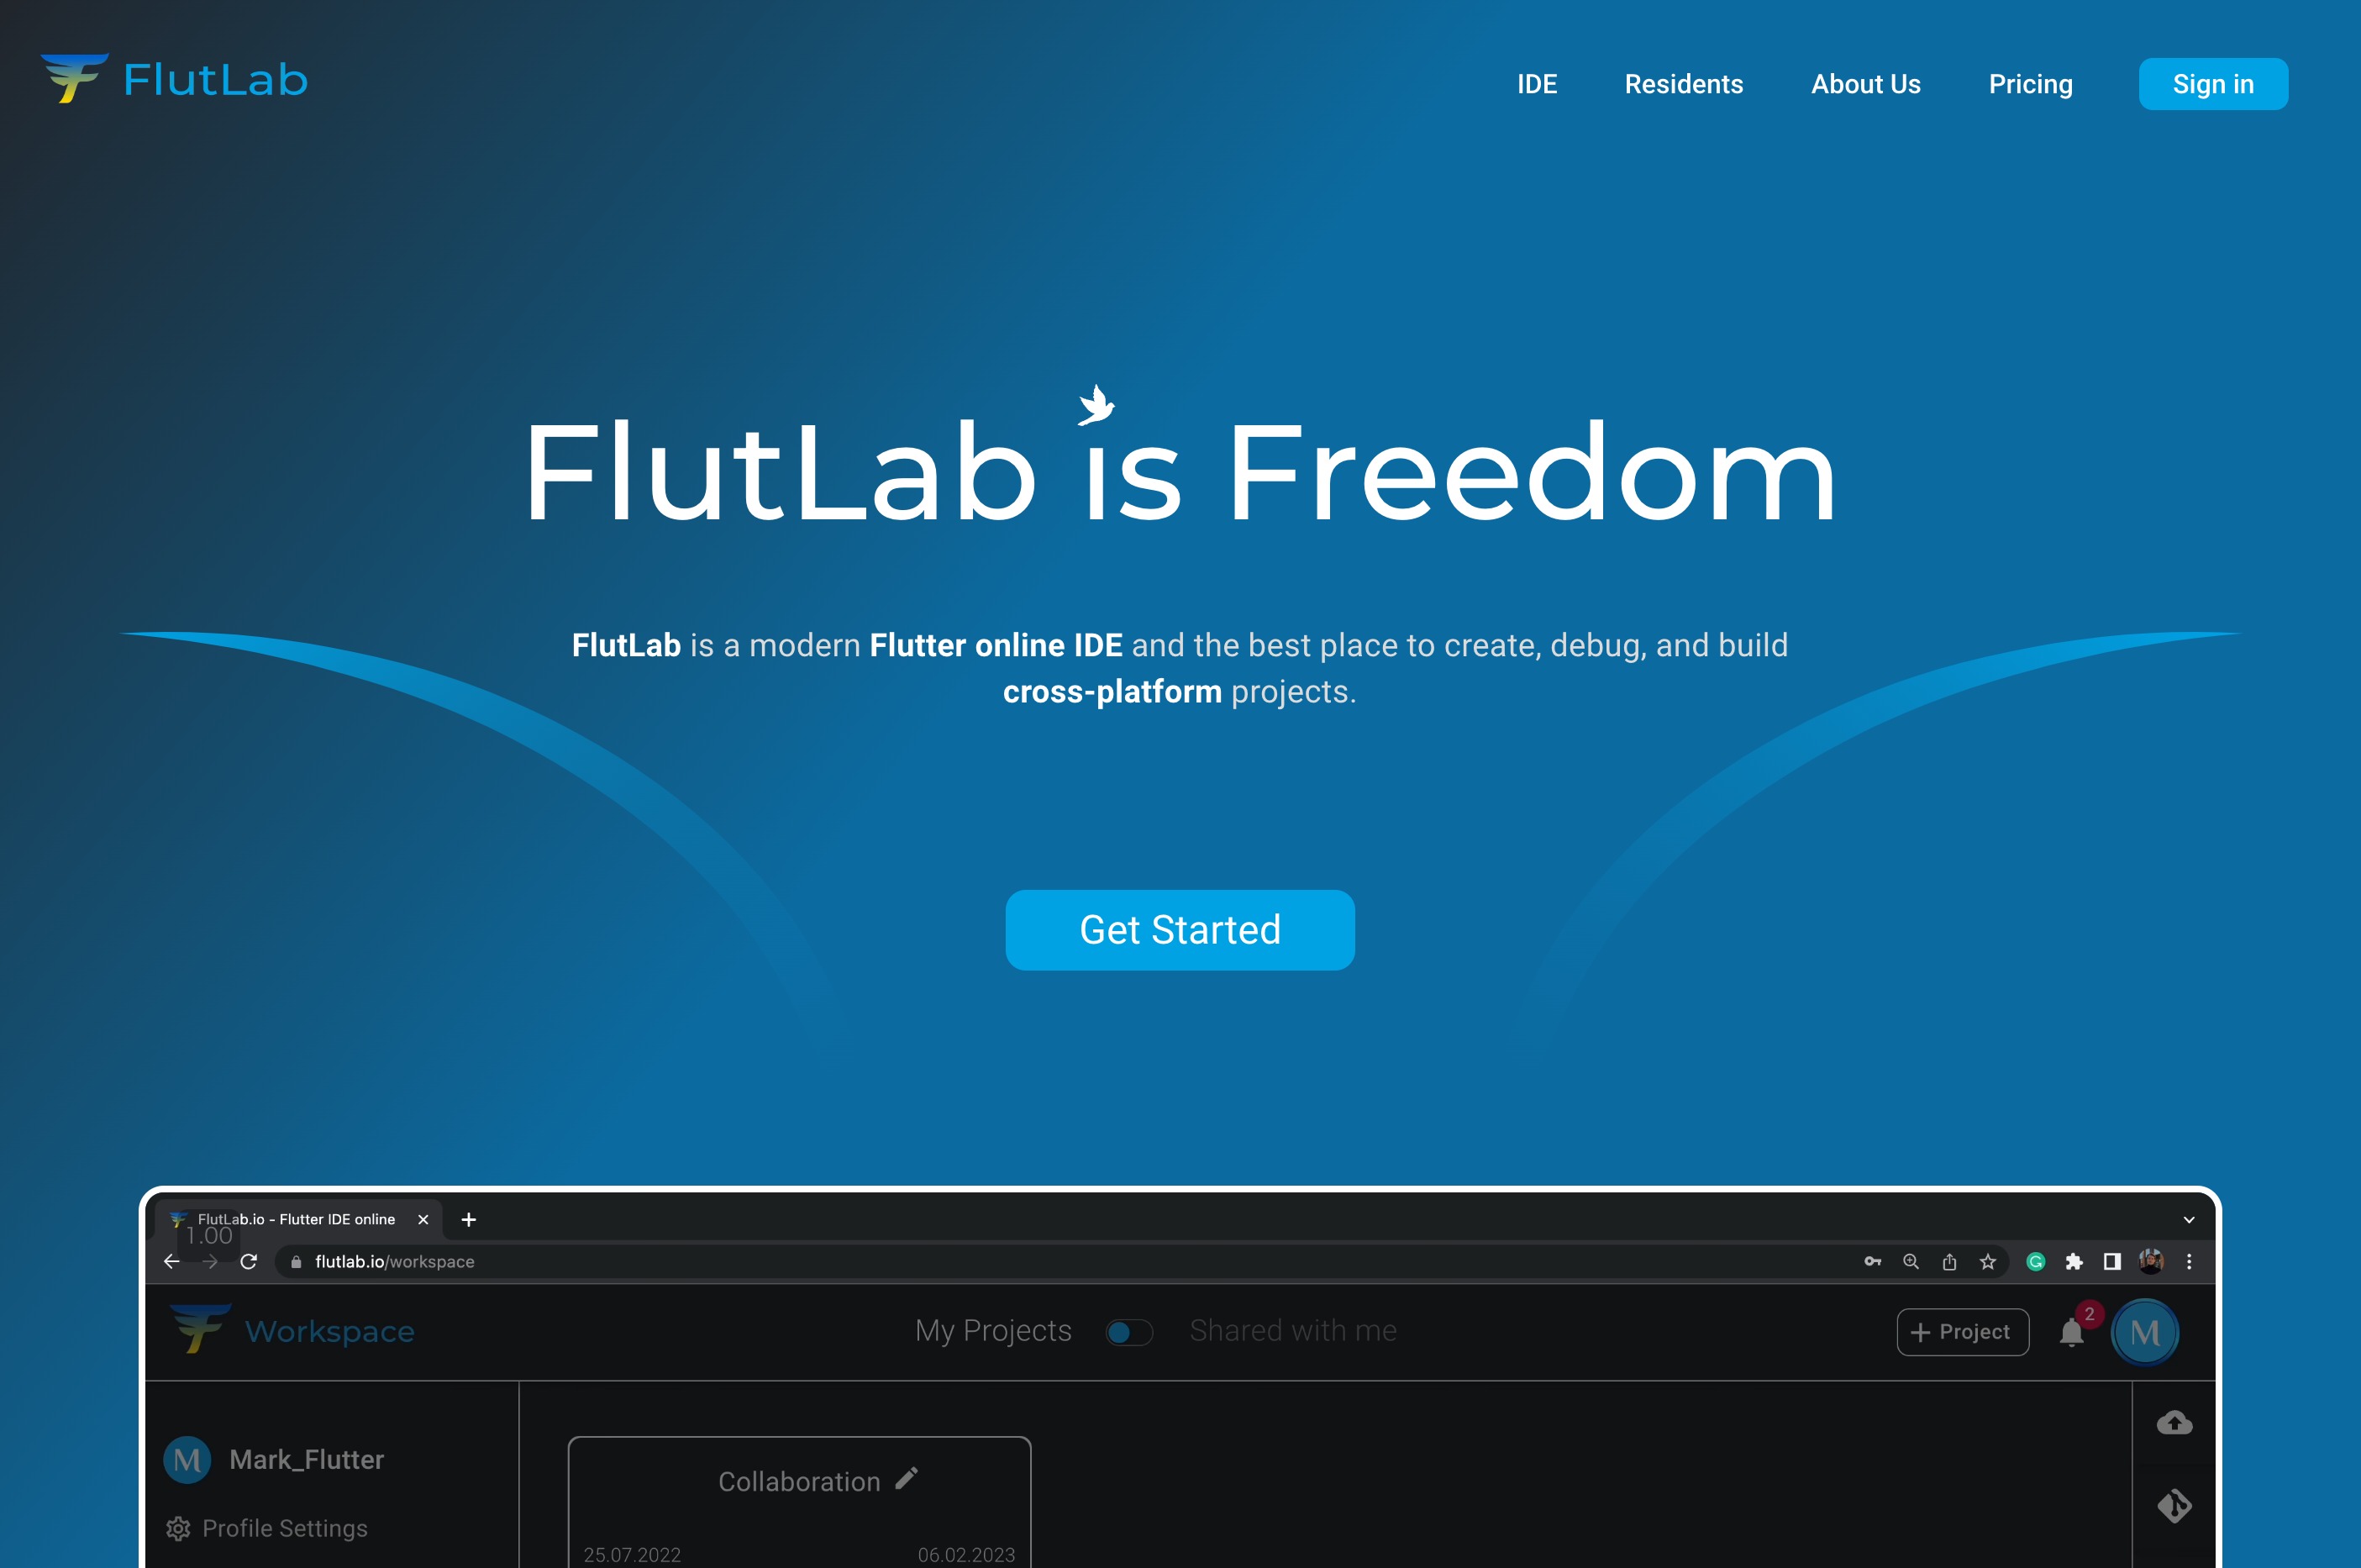 FlutLab
IDE
Residents
About Us
Pricing
Sign in
FlutLab is Freedom
FlutLab is a modern Flutter online IDE and the best place to create, debug, and build
cross-platform projects.
Get Started
FlutLab.io - Flutter IDE online
1.00
flutlab.io/workspace
Workspace
My Projects
Shared with me
+ Project
2
M
M
Mark_Flutter
Profile Settings
Collaboration
25.07.2022
06.02.2023